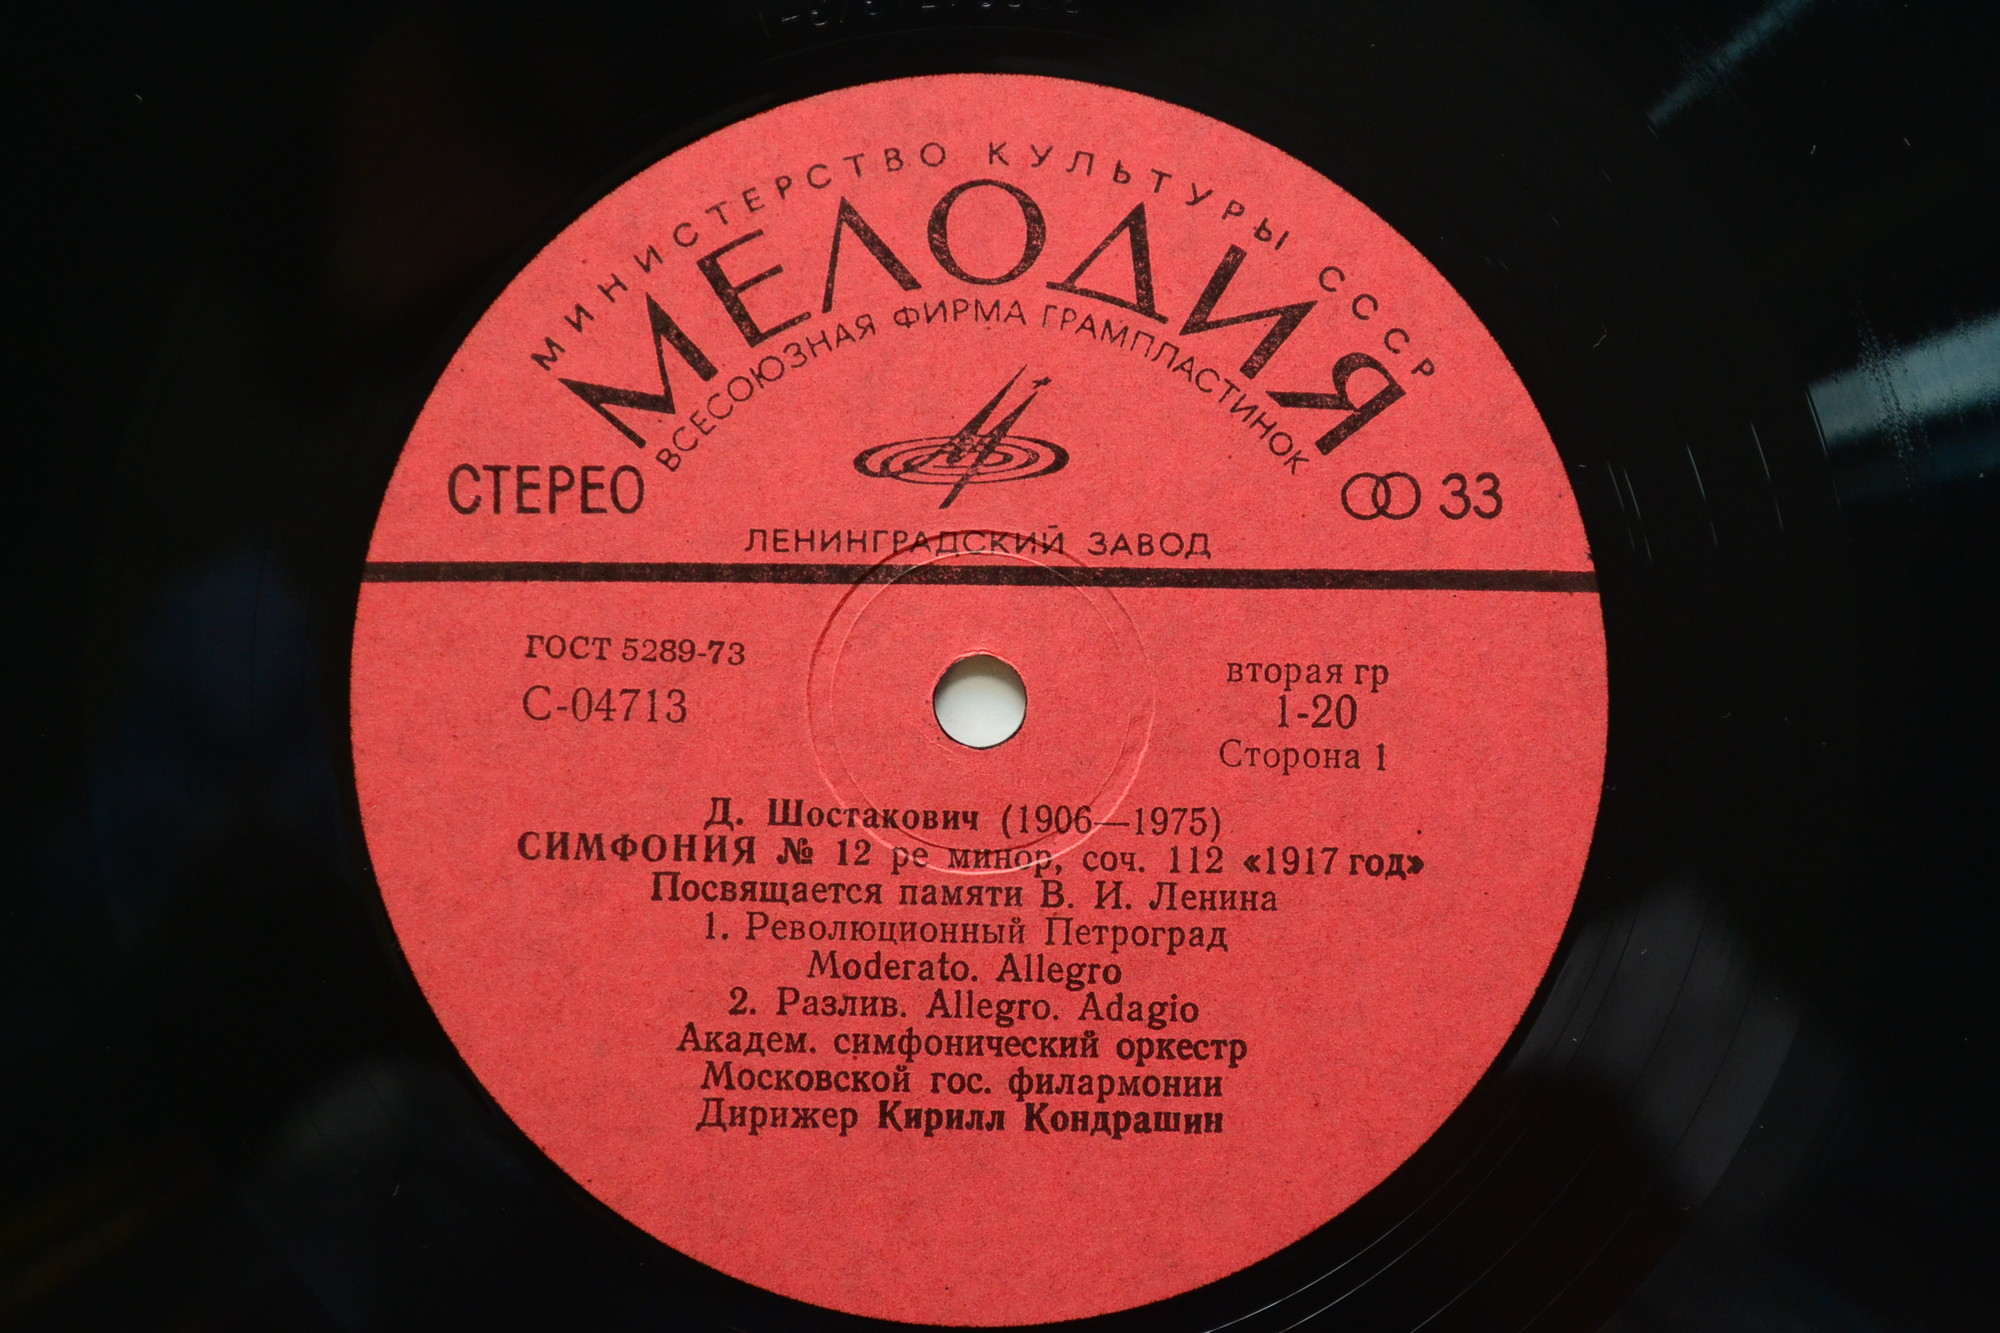 МИНИСТЕРСТВО КУЛЬТУРЫ СССР
МЕЛОДИЯ
ВСЕСОЮЗНАЯ ФИРМА ГРАМПЛАСТИНОК
СТЕРЕО
33
ЛЕНИНГРАДСКИЙ ЗАВОД
ГОСТ 5289-73
С-04713
вторая гр
1-20
Сторона 1
Д. Шостакович (1906—1975)
СИМФОНИЯ № 12 ре минор, соч. 112 «1917 год»
Посвящается памяти В. И. Ленина
1. Революционный Петроград
Moderato. Allegro
2. Разлив. Allegro. Adagio
Академ. симфонический оркестр
Московской гос. филармонии
Дирижер Кирилл Кондрашин